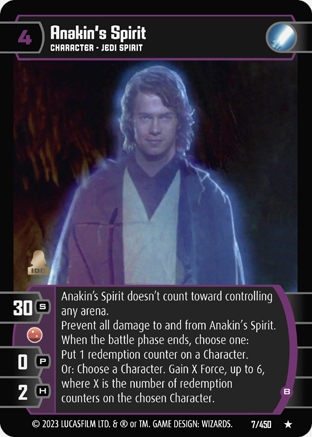 4
Anakin's Spirit
CHARACTER - JEDI SPIRIT
30 S
0 P
2 H
Anakin's Spirit doesn't count toward controlling
any arena.
Prevent all damage to and from Anakin's Spirit.
When the battle phase ends, choose one:
Put 1 redemption counter on a Character.
Or: Choose a Character. Gain X Force, up to 6,
where X is the number of redemption
counters on the chosen Character.
B
© 2023 LUCASFILM LTD. & ® or TM. GAME DESIGN: WIZARDS.
7/450